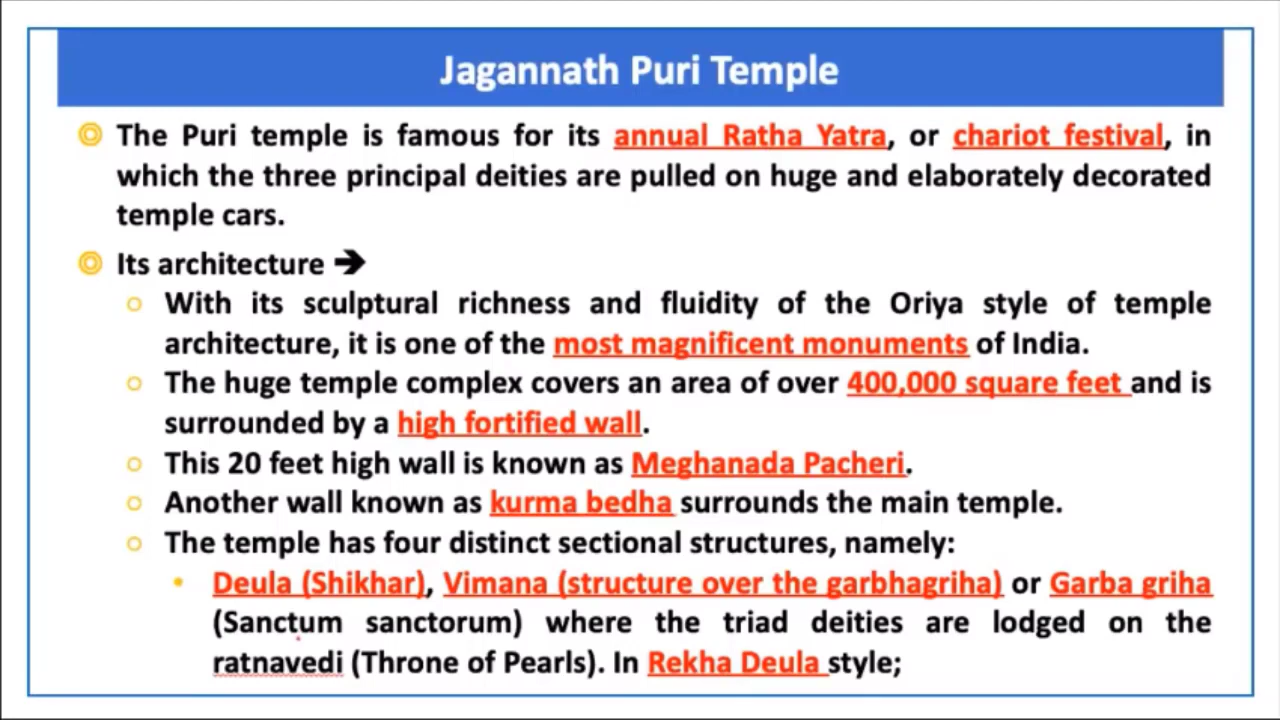 Jagannath Puri Temple
The Puri temple is famous for its annual Ratha Yatra, or chariot festival, in
which the three principal deities are pulled on huge and elaborately decorated
temple cars.
Its architecture ➔
With its sculptural richness and fluidity of the Oriya style of temple
architecture, it is one of the most magnificent monuments of India.
The huge temple complex covers an area of over 400,000 square feet and is
surrounded by a high fortified wall.
This 20 feet high wall is known as Meghanada Pacheri.
Another wall known as kurma bedha surrounds the main temple.
The temple has four distinct sectional structures, namely:
Deula (Shikhar), Vimana (structure over the garbhagriha) or Garba griha
(Sanctum sanctorum) where the triad deities are lodged on the
ratnavedi (Throne of Pearls). In Rekha Deula style;